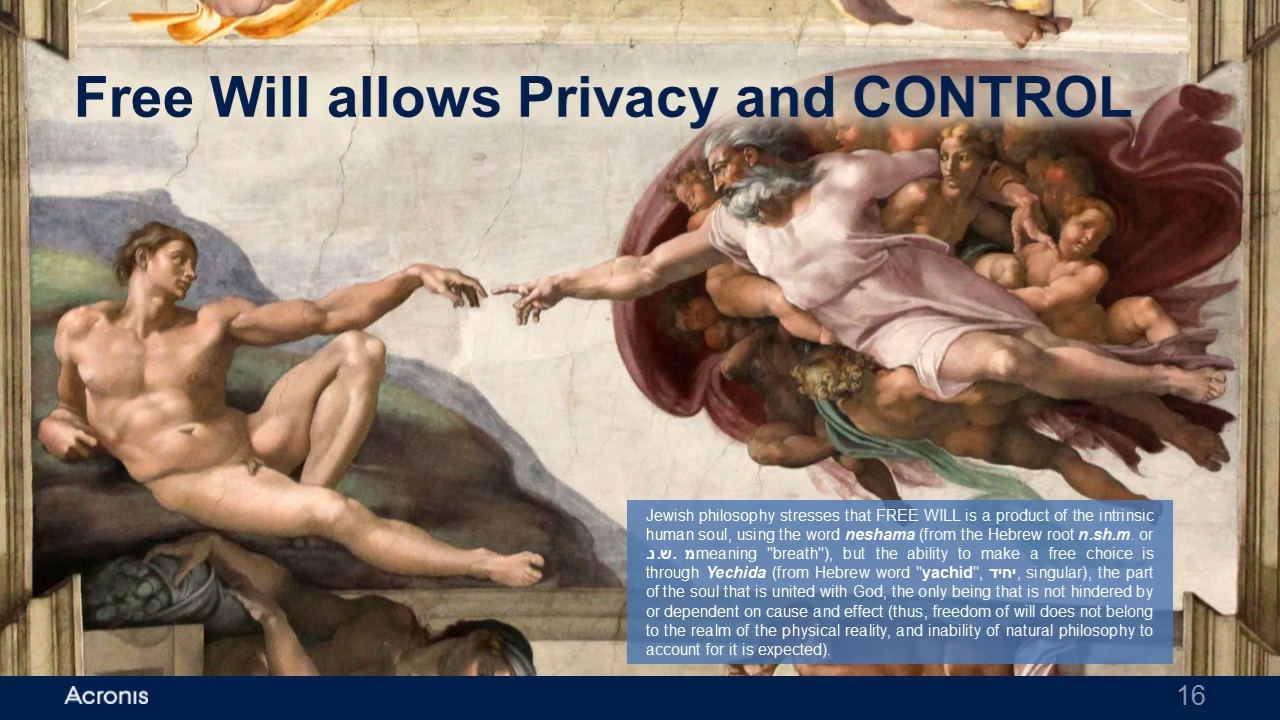 Free Will allows Privacy and CONTROL
Jewish philosophy stresses that FREE WILL is a product of the intrinsic
human soul, using the word neshama (from the Hebrew root n.sh.m. or
.נ.ש. מmeaning "breath"), but the ability to make a free choice is
through Yechida (from Hebrew word "yachid", יחיד, singular), the part
of the soul that is united with God, the only being that is not hindered by
or dependent on cause and effect (thus, freedom of will does not belong
to the realm of the physical reality, and inability of natural philosophy to
account for it is expected).
Acronis
16